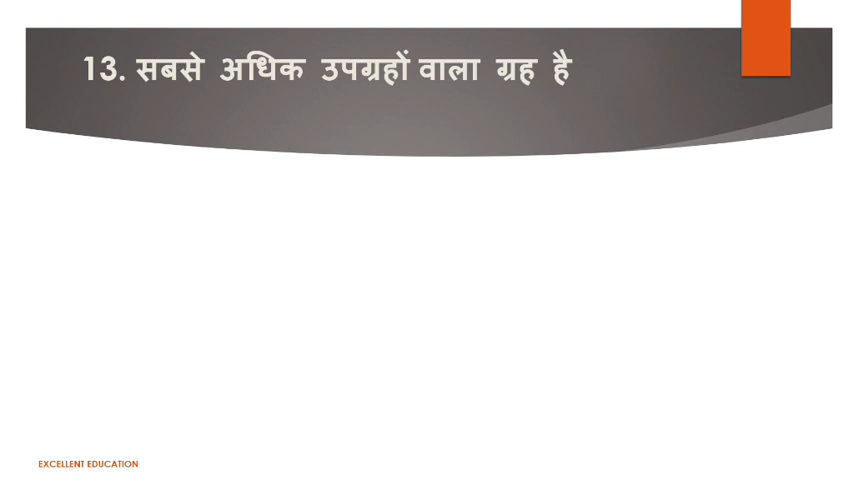 13. सबसे अधिक उपग्रहों वाला ग्रह है
EXCELLENT EDUCATION